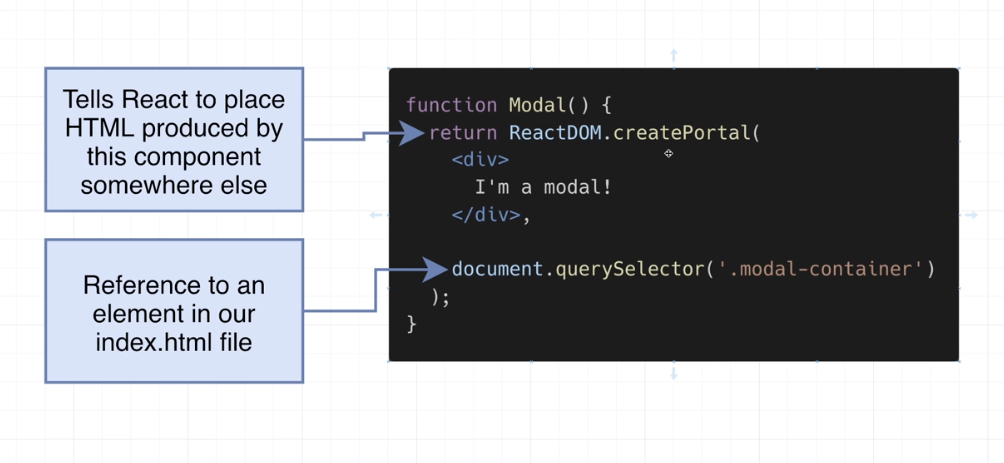 Tells React to place
HTML produced by
this component
somewhere else
Reference to an
element in our
index.html file
function Modal() {
return ReactDOM.createPortal(
<div>
I'm a modal!
</div>,
document.querySelector('.modal-container')
);
}